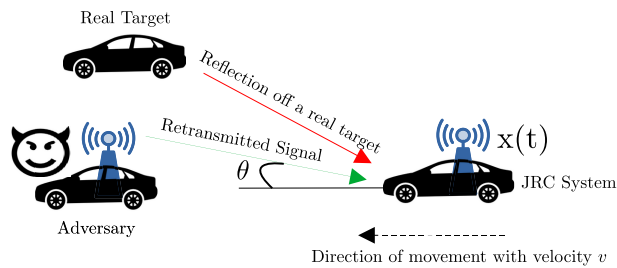 Real Target
Reflection off a real target
Retransmitted Signal
x(t)
θ
JRC System
Adversary
Direction of movement with velocity v